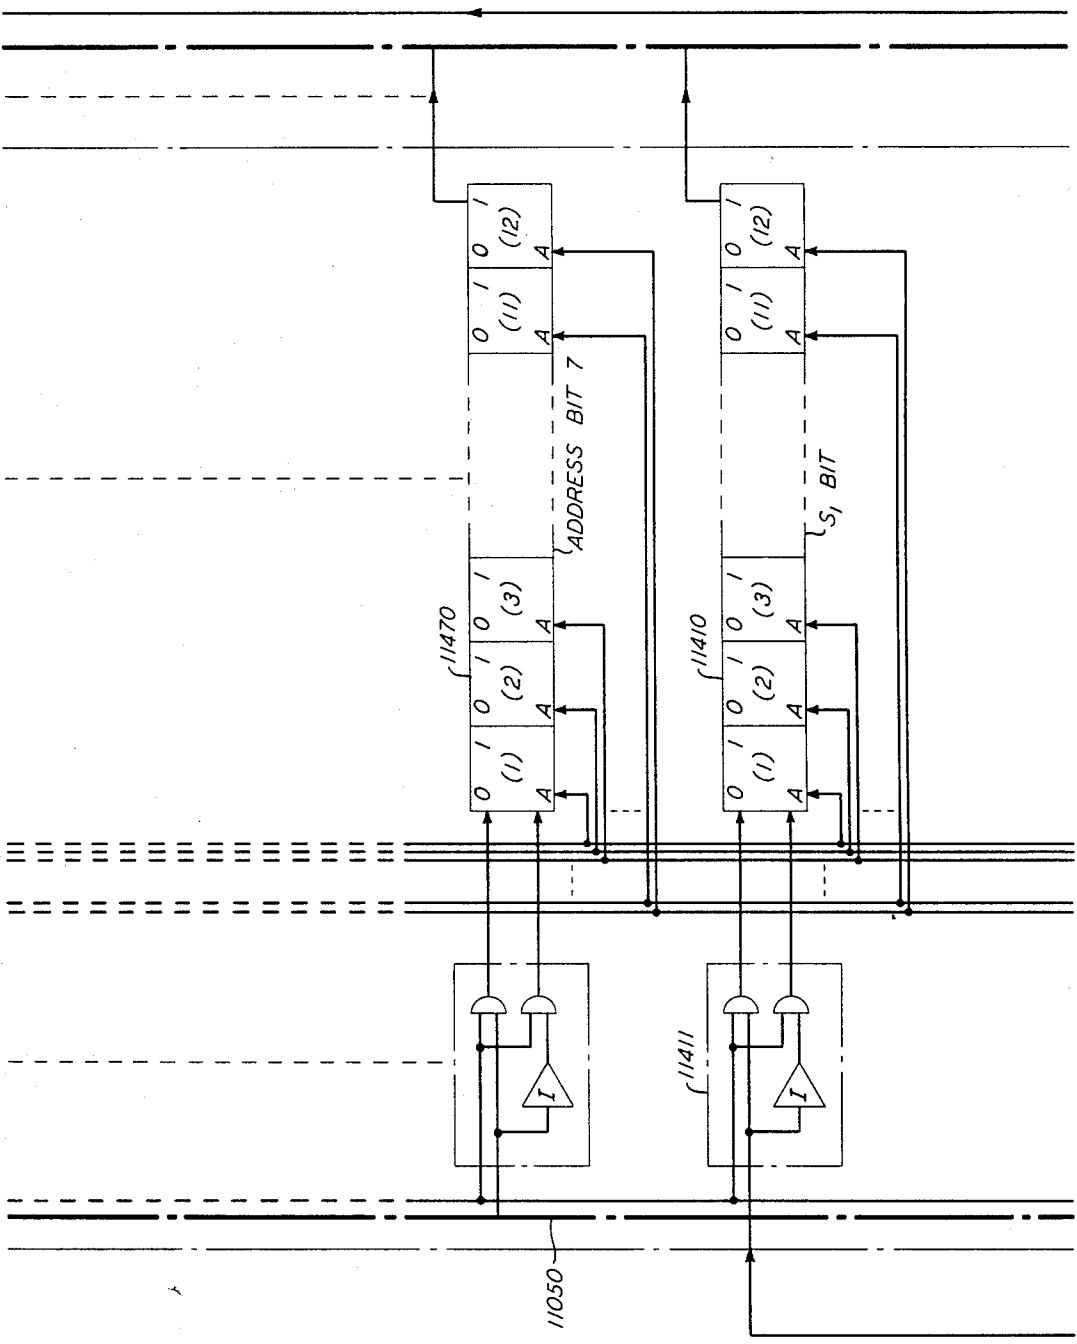 11470
0 1 0 1 0 1 0 1 0 1
(1) (2) (3) (11) (12)
A A A A A
I
11050
ADDRESS BIT 7
11411
11410
0 1 0 1 0 1 0 1 0 1
(1) (2) (3) (11) (12)
A A A A A
I
S₁ BIT